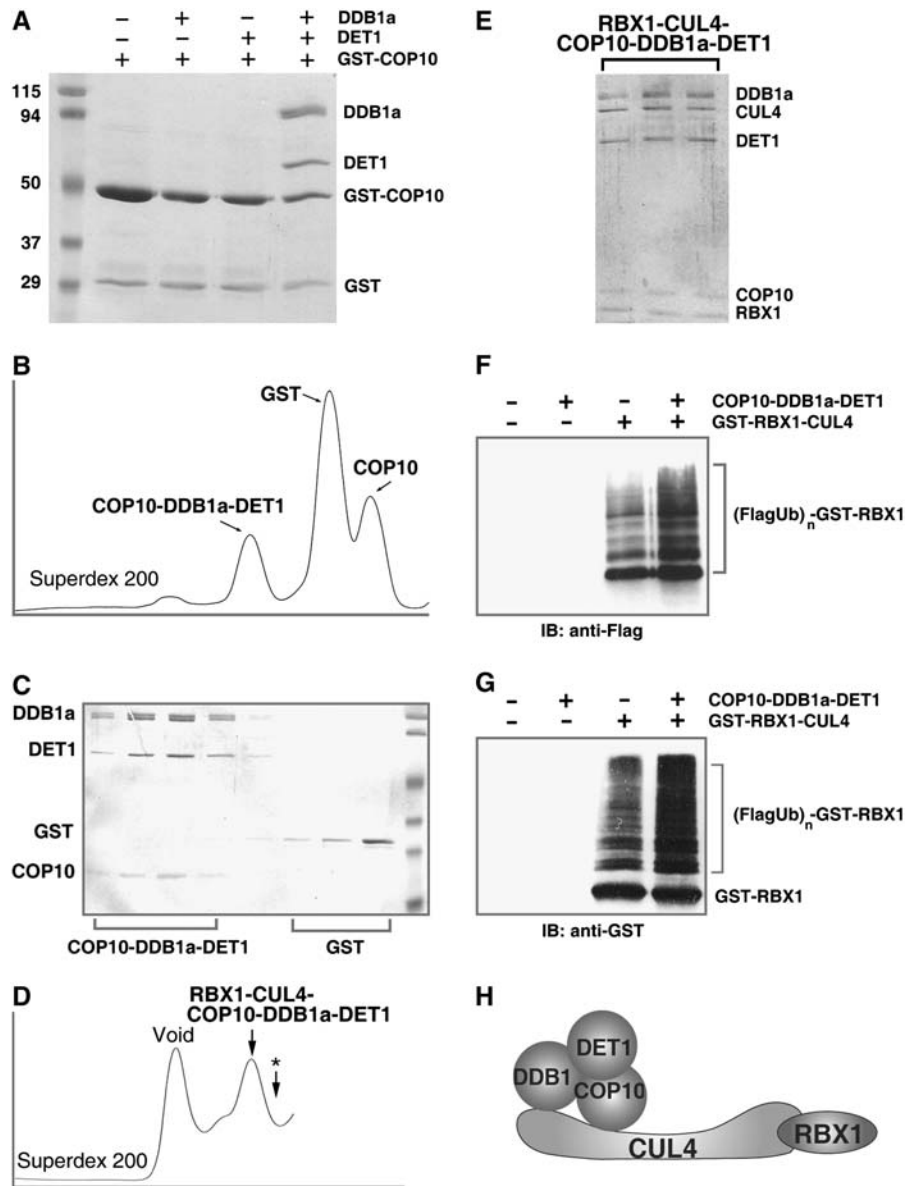 A
– + – + DDB1a
– – + + DET1
+ + + + GST-COP10
115
94
50
37
29
DDB1a
DET1
GST-COP10
GST
B
GST
COP10
COP10-DDB1a-DET1
Superdex 200
C
DDB1a
DET1
GST
COP10
COP10-DDB1a-DET1
GST
D
RBX1-CUL4-
COP10-DDB1a-DET1
Void
*
Superdex 200
E
RBX1-CUL4-
COP10-DDB1a-DET1
DDB1a
CUL4
DET1
COP10
RBX1
F
– + – + COP10-DDB1a-DET1
– – + + GST-RBX1-CUL4
(FlagUb)n-GST-RBX1
IB: anti-Flag
G
– + – + COP10-DDB1a-DET1
– – + + GST-RBX1-CUL4
(FlagUb)n-GST-RBX1
GST-RBX1
IB: anti-GST
H
DET1
DDB1
COP10
CUL4
RBX1